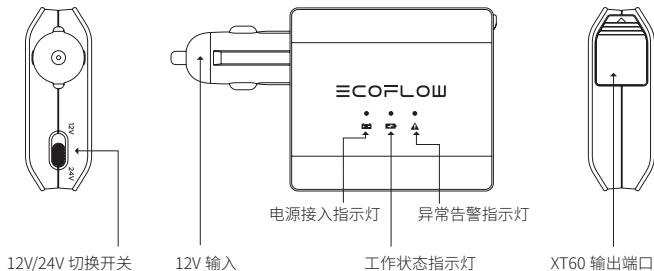 12V
24V
ECOFLOW
电源接入指示灯
异常告警指示灯
12V/24V 切换开关
12V 输入
工作状态指示灯
XT60 输出端口